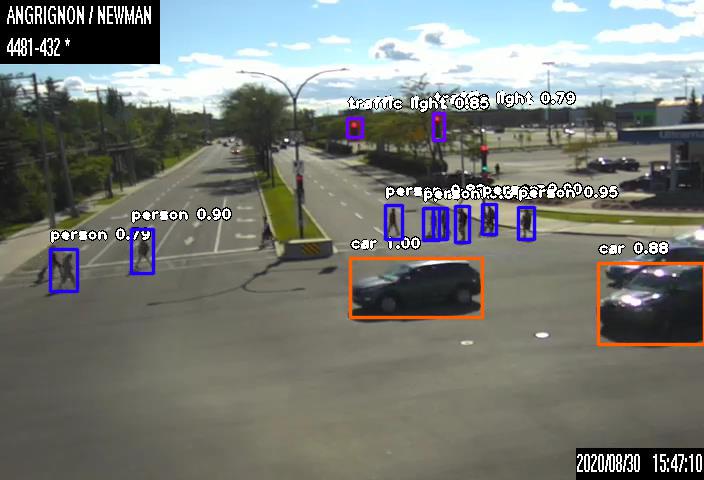 ANGRIGNON / NEWMAN
4481-432 *
traffic light 0.85
traffic light 0.79
person 0.95
person 0.90
person 0.79
car 1.00
car 0.88
2020/08/30 15:47:10